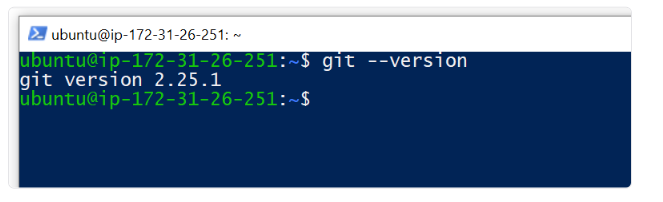 ubuntu@ip-172-31-26-251: ~
ubuntu@ip-172-31-26-251:~$ git --version
git version 2.25.1
ubuntu@ip-172-31-26-251:~$